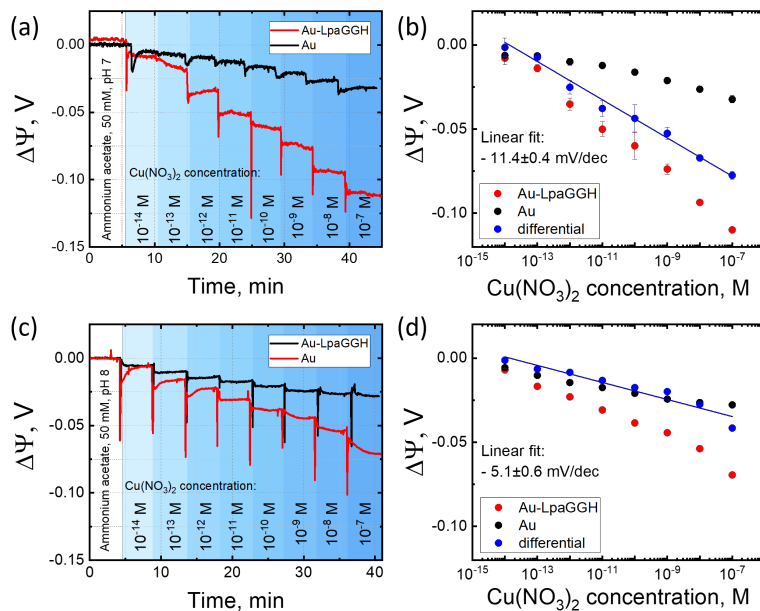 (a)
0.00
-0.05
-0.10
-0.15
ΔΨ, V
Ammonium acetate, 50 mM, pH 7
Au-LpaGGH
Au
Cu(NO₃)₂ concentration:
10⁻¹⁴ M
10⁻¹³ M
10⁻¹² M
10⁻¹¹ M
10⁻¹⁰ M
10⁻⁹ M
10⁻⁸ M
10⁻⁷ M
0 10 20 30 40
Time, min
(b)
0.00
-0.05
-0.10
ΔΨ, V
Linear fit:
- 11.4±0.4 mV/dec
Au-LpaGGH
Au
differential
10⁻¹⁵ 10⁻¹³ 10⁻¹¹ 10⁻⁹ 10⁻⁷
Cu(NO₃)₂ concentration, M
(c)
0.00
-0.05
-0.10
-0.15
ΔΨ, V
Ammonium acetate, 50 mM, pH 8
Au-LpaGGH
Au
Cu(NO₃)₂ concentration:
10⁻¹⁴ M
10⁻¹³ M
10⁻¹² M
10⁻¹¹ M
10⁻¹⁰ M
10⁻⁹ M
10⁻⁸ M
10⁻⁷ M
0 10 20 30 40
Time, min
(d)
0.00
-0.05
-0.10
ΔΨ, V
Linear fit:
- 5.1±0.6 mV/dec
Au-LpaGGH
Au
differential
10⁻¹⁵ 10⁻¹³ 10⁻¹¹ 10⁻⁹ 10⁻⁷
Cu(NO₃)₂ concentration, M